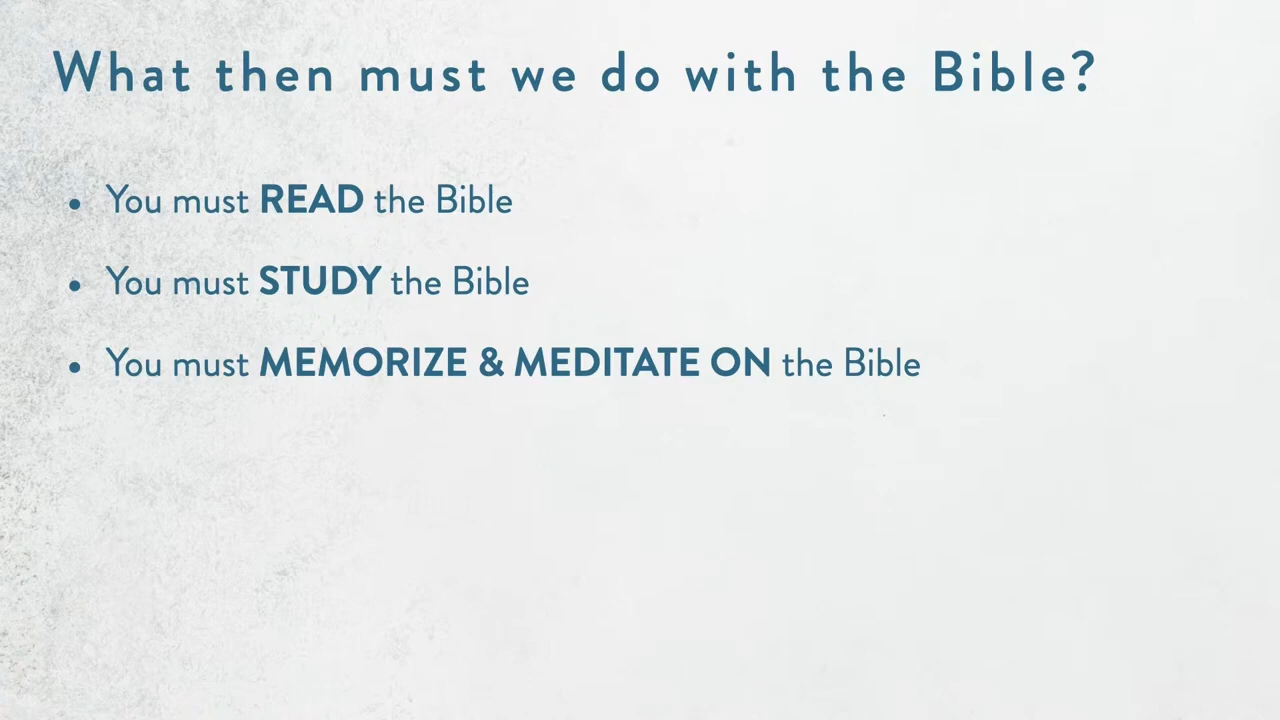 What then must we do with the Bible?
• You must READ the Bible
• You must STUDY the Bible
• You must MEMORIZE & MEDITATE ON the Bible